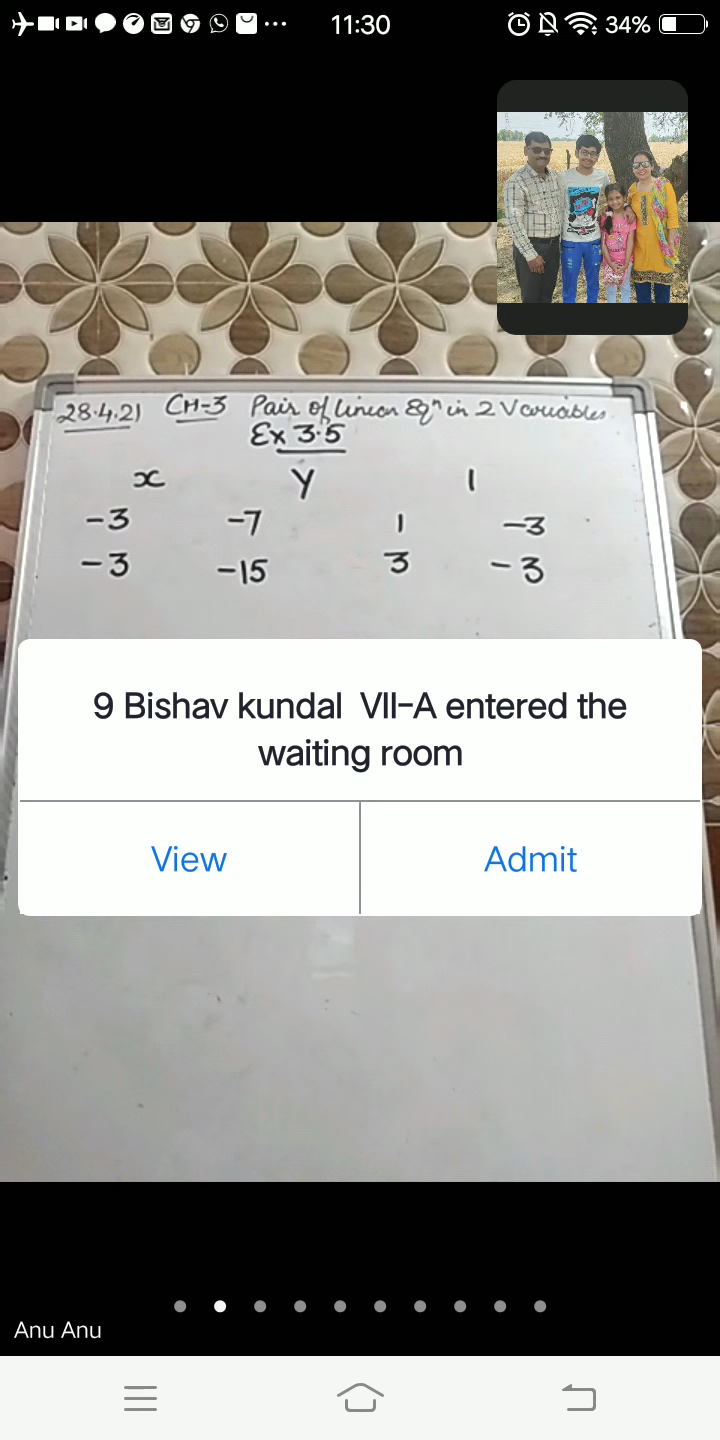 11:30
34%
28.4.21 CH-3 Pair of linear Eqn in 2 Variables.
Ex 3.5
x y 1
-3 -7 1 -3
-3 -15 3 -3
9 Bishav kundal VII-A entered the
waiting room
View Admit
Anu Anu